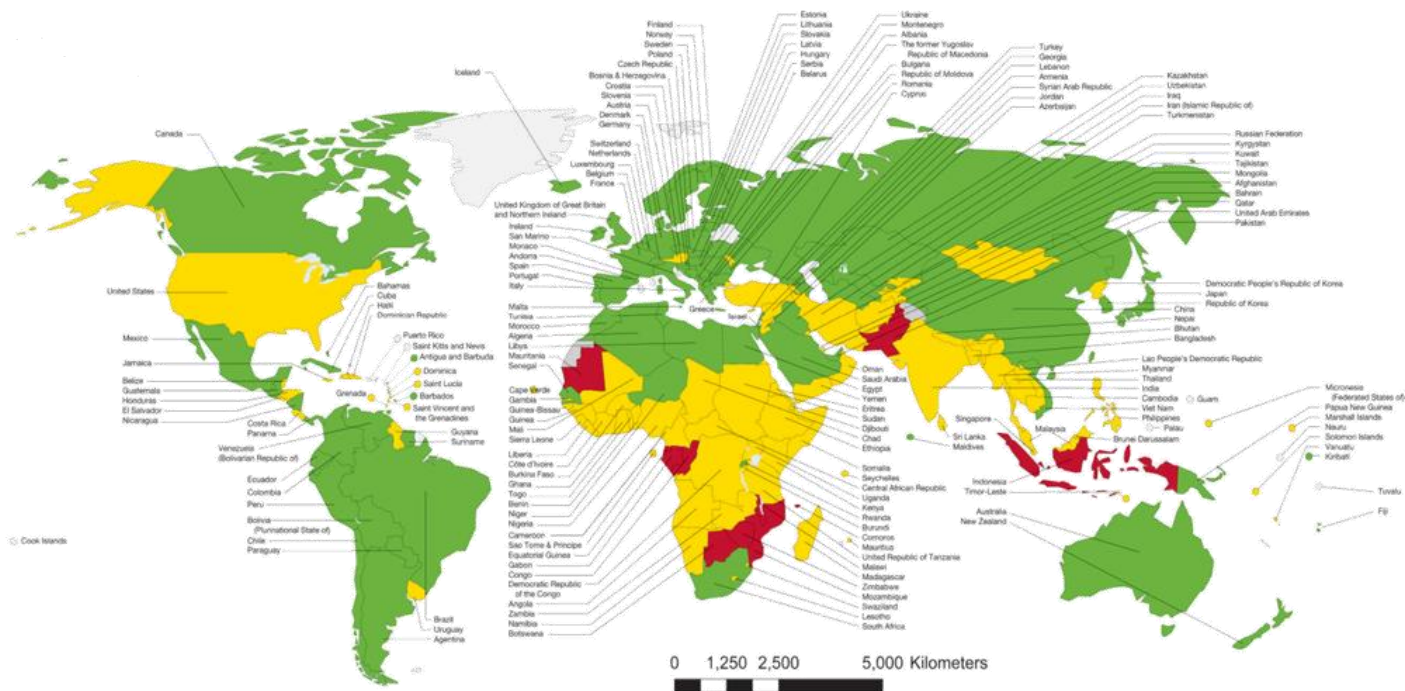 Finland
Norway
Sweden
Poland
Czech Republic
Bosnia & Herzegovina
Croatia
Slovenia
Austria
Denmark
Germany
Switzerland
Netherlands
Luxembourg
Belgium
France
Iceland
Canada
Estonia
Lithuania
Slovakia
Latvia
Hungary
Serbia
Belarus
Ukraine
Montenegro
Albania
The former Yugoslav
Republic of Macedonia
Bulgaria
Republic of Moldova
Romania
Cyprus
Turkey
Georgia
Lebanon
Armenia
Syrian Arab Republic
Jordan
Azerbaijan
Kazakhstan
Uzbekistan
Iraq
Iran (Islamic Republic of)
Turkmenistan
Russian Federation
Kyrgystan
Kuwait
Tajikistan
Mongolia
Afghanistan
Bahrain
Qatar
United Arab Emirates
Pakistan
United Kingdom of Great Britain
and Northern Ireland
Ireland
San Marino
Monaco
Andorra
Spain
Portugal
Italy
Malta
Tunisia
Morocco
Algeria
Libya
Mauritania
Senegal
Greece
Israel
United States
Bahamas
Cuba
Haiti
Dominican Republic
Mexico
Puerto Rico
Saint Kitts and Nevis
Antigua and Barbuda
Dominica
Saint Lucia
Barbados
Saint Vincent and
the Grenadines
Grenada
Jamaica
Belize
Guatemala
Honduras
El Salvador
Nicaragua
Costa Rica
Panama
Venezuela
(Bolivarian Republic of)
Guyana
Suriname
Ecuador
Colombia
Peru
Bolivia
(Plurinational State of)
Chile
Paraguay
Cook Islands
Brazil
Uruguay
Agentina
Cape Verde
Gambia
Guinea-Bissau
Guinea
Mali
Sierra Leone
Liberia
Côte d'Ivoire
Burkina Faso
Ghana
Togo
Benin
Niger
Nigeria
Cameroon
Sao Tome & Principe
Equatorial Guinea
Gabon
Congo
Democratic Republic
of the Congo
Angola
Zambia
Namibia
Botswana
Oman
Saudi Arabia
Egypt
Yemen
Eritrea
Sudan
Djibouti
Chad
Ethiopia
Somalia
Seychelles
Central African Republic
Uganda
Kenya
Rwanda
Burundi
Comoros
Mauritius
United Republic of Tanzania
Malawi
Madagascar
Zimbabwe
Mozambique
Swaziland
Lesotho
South Africa
Democratic People's Republic of Korea
Japan
Republic of Korea
China
Nepal
Bhutan
Bangladesh
Lao People's Democratic Republic
Myanmar
Thailand
India
Cambodia
Viet Nam
Philippines
Palau
Guam
Singapore
Malaysia
Brunei Darussalam
Sri Lanka
Maldives
Indonesia
Timor-Leste
Australia
New Zealand
Micronesia
(Federated States of)
Papua New Guinea
Marshall Islands
Nauru
Solomon Islands
Vanuatu
Kiribati
Tuvalu
Fiji
0 1,250 2,500 5,000 Kilometers